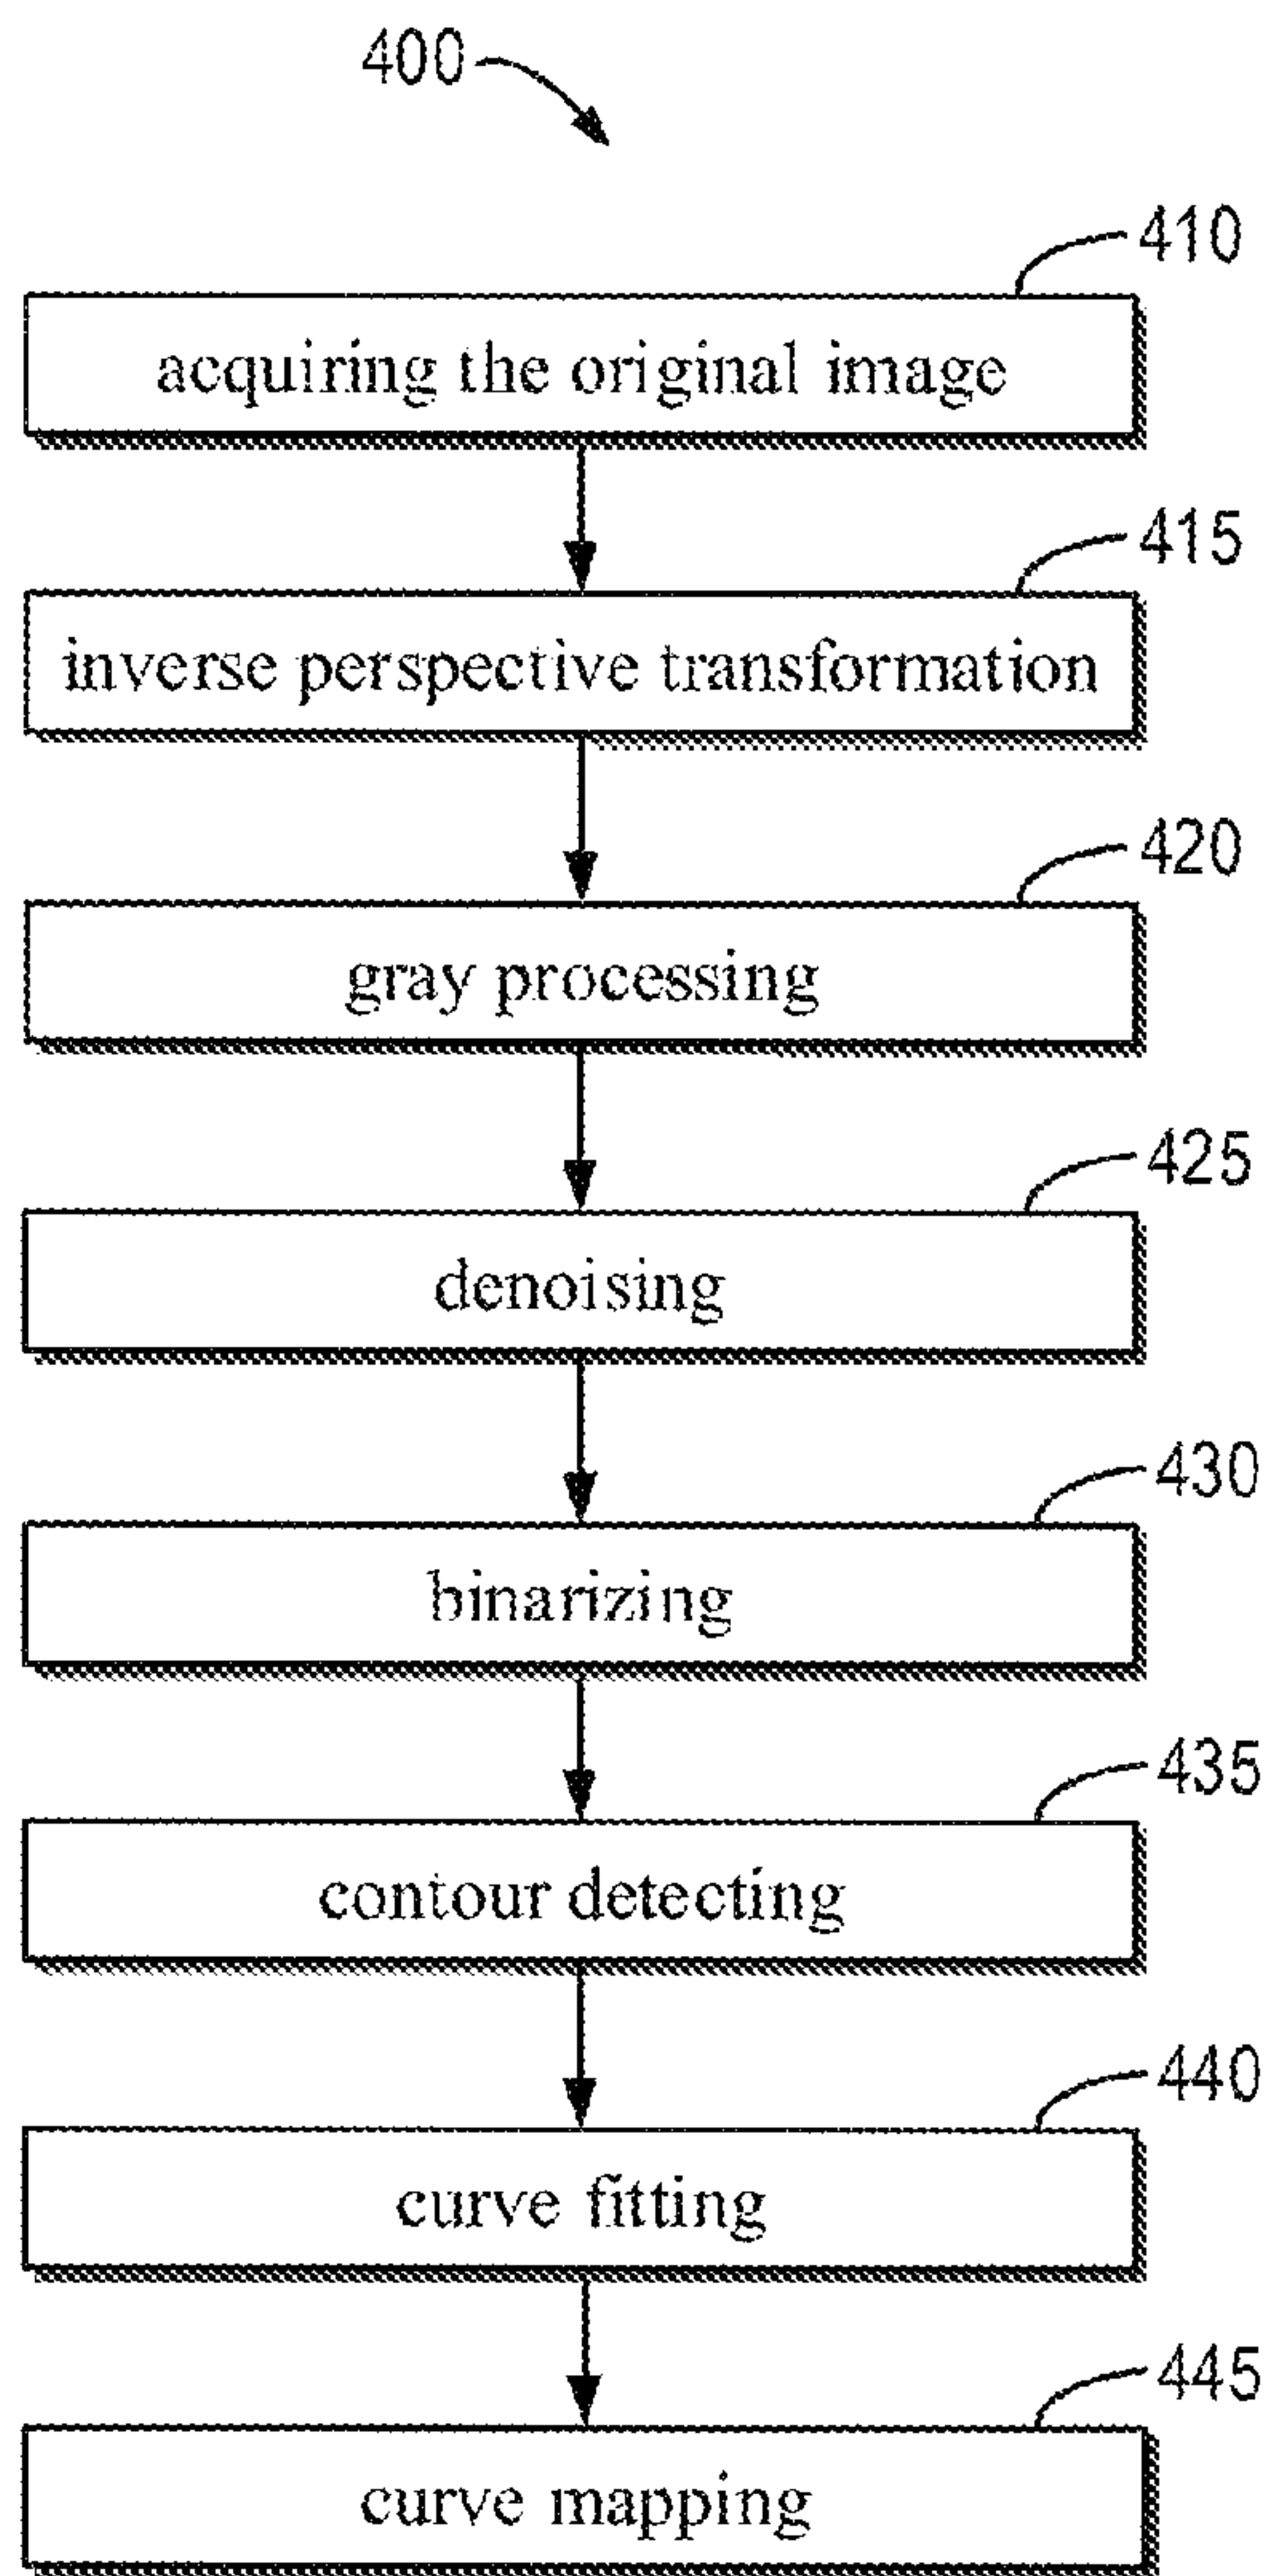 400
410
acquiring the original image
415
inverse perspective transformation
420
gray processing
425
denoising
430
binarizing
435
contour detecting
440
curve fitting
445
curve mapping